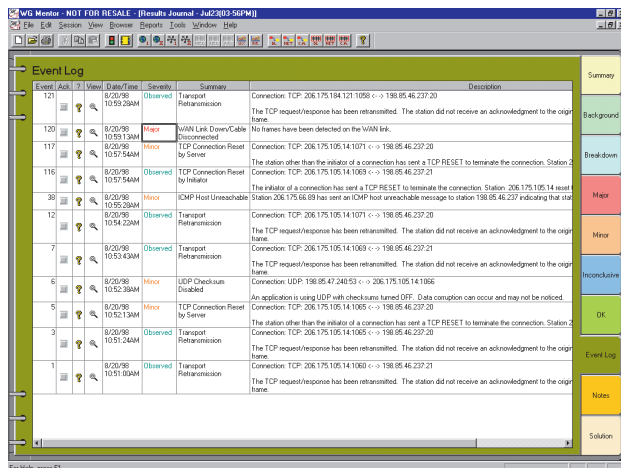 WG Mentor - NOT FOR RESALE - [Results Journal - Jul23(03-56PM)]
File Edit Session View Browser Reports Tools Window Help
Event Log
Event Ack ? View Date/Time Severity Summary Description
121 8/20/98 10:59:28AM Observed Transport Retransmission Connection: TCP: 206.175.184.121:1058 <--> 198.85.46.237:20
The TCP request/response has been retransmitted. The station did not receive an acknowledgment to the origir
frame.
120 8/20/98 10:59:13AM Major WAN Link Down/Cable Disconnected No frames have been detected on the WAN link.
117 8/20/98 10:57:54AM Minor TCP Connection Reset by Server Connection: TCP: 206.175.105.14:1071 <--> 198.85.46.237:20
The station other than the initiator of a connection has sent a TCP RESET to terminate the connection. Station 2
116 8/20/98 10:57:54AM Observed TCP Connection Reset by Initiator Connection: TCP: 206.175.105.14:1069 <--> 198.85.46.237:21
The initiator of a connection has sent a TCP RESET to terminate the connection. Station 206.175.105.14 reset
38 8/20/98 10:55:28AM Minor ICMP Host Unreachable Station 206.175.66.89 has sent an ICMP host unreachable message to station 198.85.46.237 indicating that stat
12 8/20/98 10:54:22AM Observed Transport Retransmission Connection: TCP: 206.175.105.14:1071 <--> 198.85.46.237:20
The TCP request/response has been retransmitted. The station did not receive an acknowledgment to the origir
frame.
7 8/20/98 10:53:43AM Observed Transport Retransmission Connection: TCP: 206.175.105.14:1069 <--> 198.85.46.237:21
The TCP request/response has been retransmitted. The station did not receive an acknowledgment to the origir
frame.
6 8/20/98 10:52:38AM Minor UDP Checksum Disabled Connection: UDP: 198.85.47.240:53 <--> 206.175.105.14:1066
An application is using UDP with checksums turned OFF. Data corruption can occur and may not be noticed.
5 8/20/98 10:52:13AM Minor TCP Connection Reset by Server Connection: TCP: 206.175.105.14:1065 <--> 198.85.46.237:20
The station other than the initiator of a connection has sent a TCP RESET to terminate the connection. Station 2
3 8/20/98 10:51:24AM Observed Transport Retransmission Connection: TCP: 206.175.105.14:1065 <--> 198.85.46.237:20
The TCP request/response has been retransmitted. The station did not receive an acknowledgment to the origir
frame.
1 8/20/98 10:51:00AM Observed Transport Retransmission Connection: TCP: 206.175.105.14:1060 <--> 198.85.46.237:21
The TCP request/response has been retransmitted. The station did not receive an acknowledgment to the origir
frame.
Summary
Background
Breakdown
Major
Minor
Inconclusive
OK
Event Log
Notes
Solution
For Help, press F1